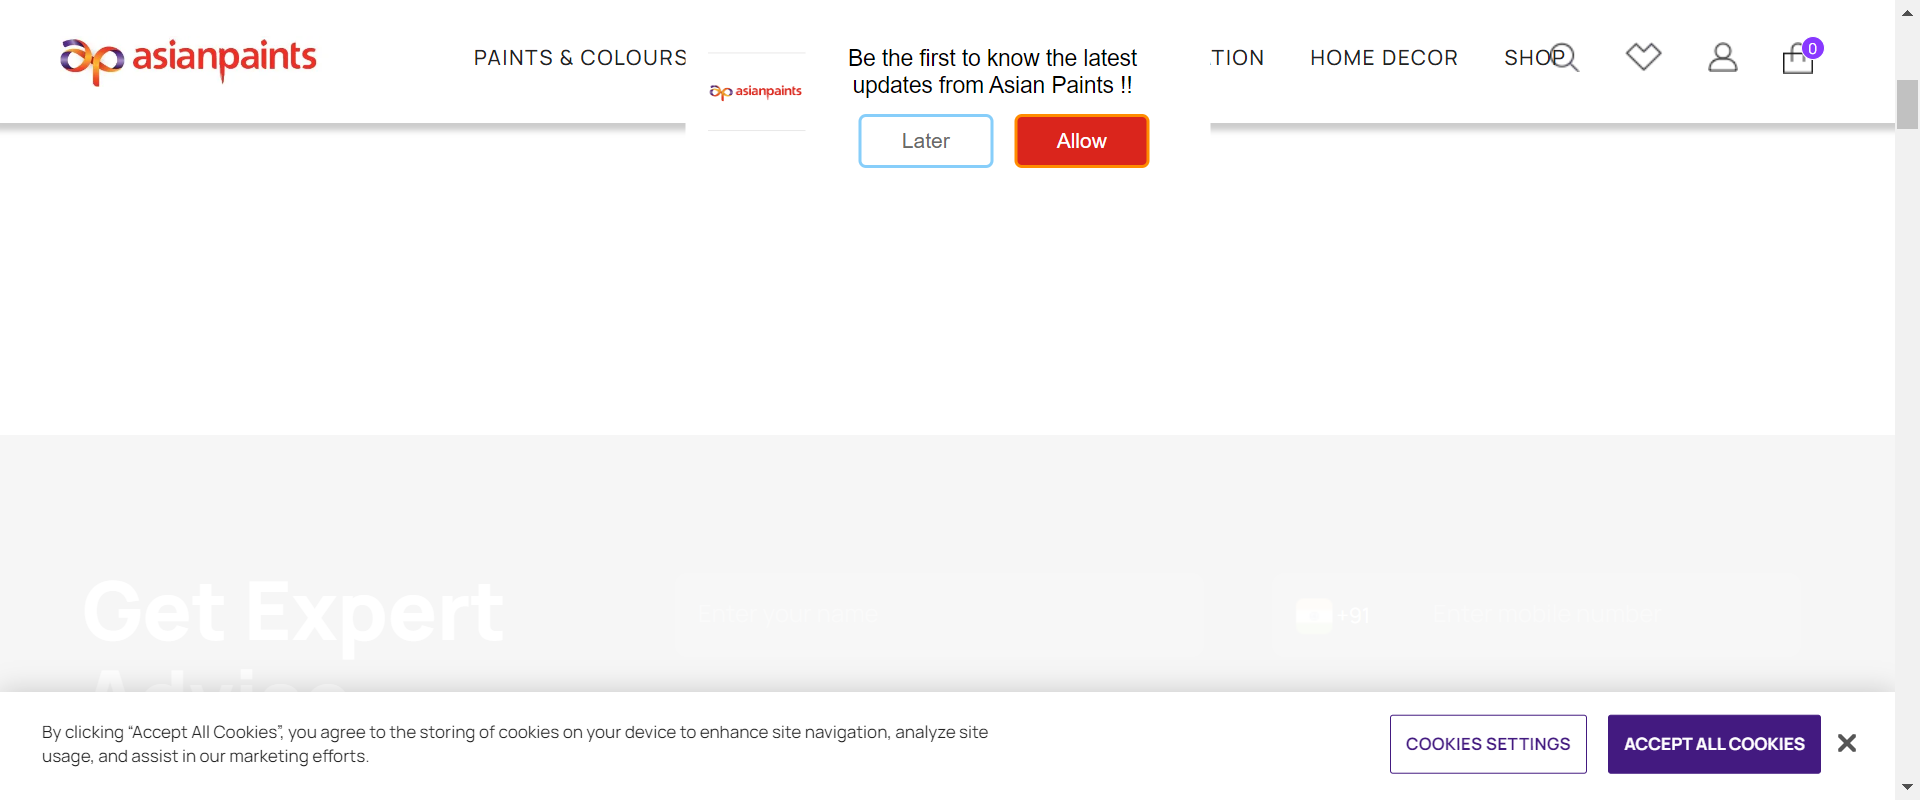 asianpaints
PAINTS & COLOURS
TION
HOME DECOR
SHOP
0
asianpaints
Be the first to know the latest
updates from Asian Paints !!
Later
Allow
Get Expert
Advice
Enter your name
+91
Enter mobile number
By clicking “Accept All Cookies”, you agree to the storing of cookies on your device to enhance site navigation, analyze site
usage, and assist in our marketing efforts.
COOKIES SETTINGS
ACCEPT ALL COOKIES